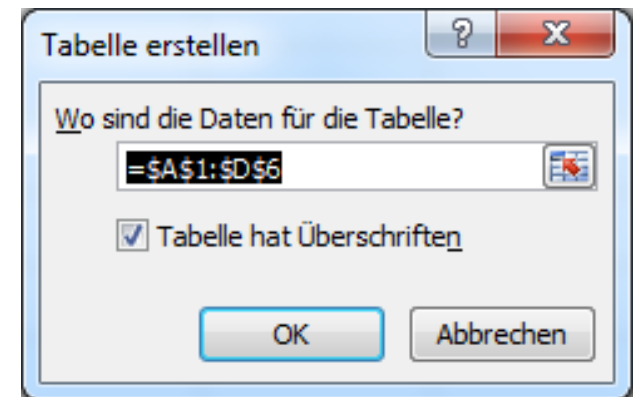 Tabelle erstellen
Wo sind die Daten für die Tabelle?
=$A$1:$D$6
Tabelle hat Überschriften
OK Abbrechen